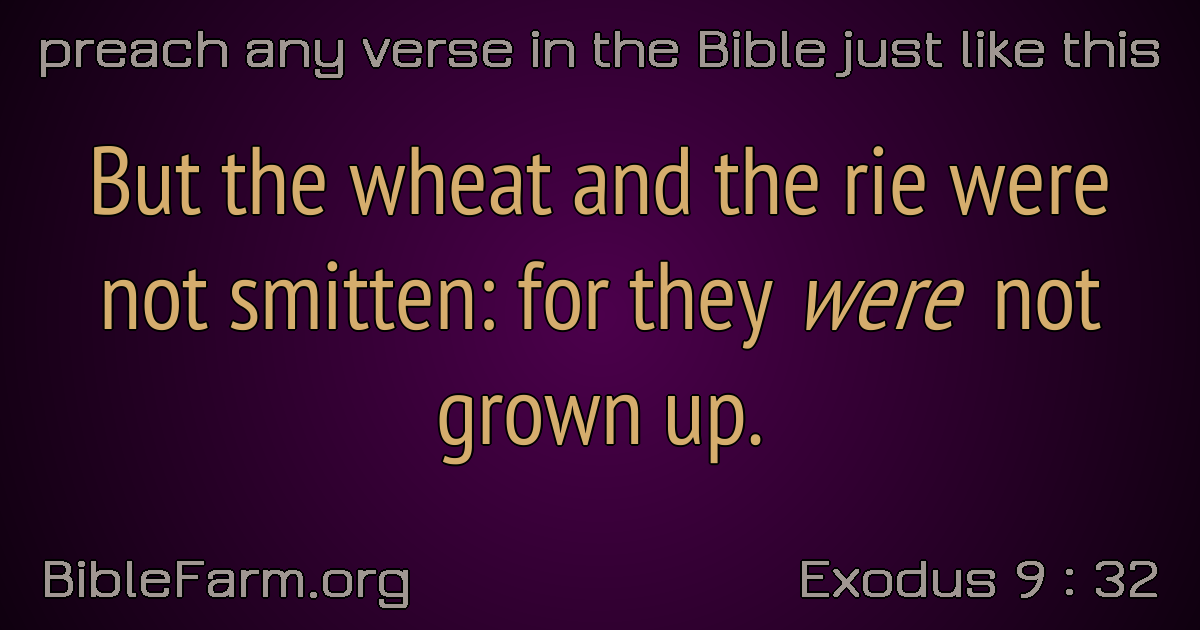 preach any verse in the Bible just like this
But the wheat and the rie were
not smitten: for they were not
grown up.
BibleFarm.org
Exodus 9 : 32